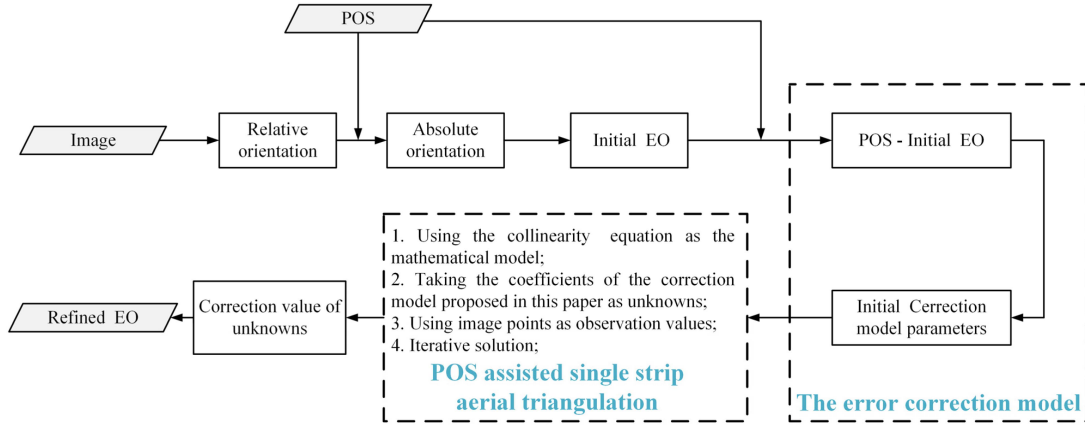 POS
Image
Relative
orientation
Absolute
orientation
Initial EO
POS - Initial EO
1. Using the collinearity equation as the
mathematical model;
2. Taking the coefficients of the correction
model proposed in this paper as unknowns;
3. Using image points as observation values;
4. Iterative solution;
POS assisted single strip
aerial triangulation
Refined EO
Correction value of
unknowns
Initial Cerrection
model parameters
The error correction model